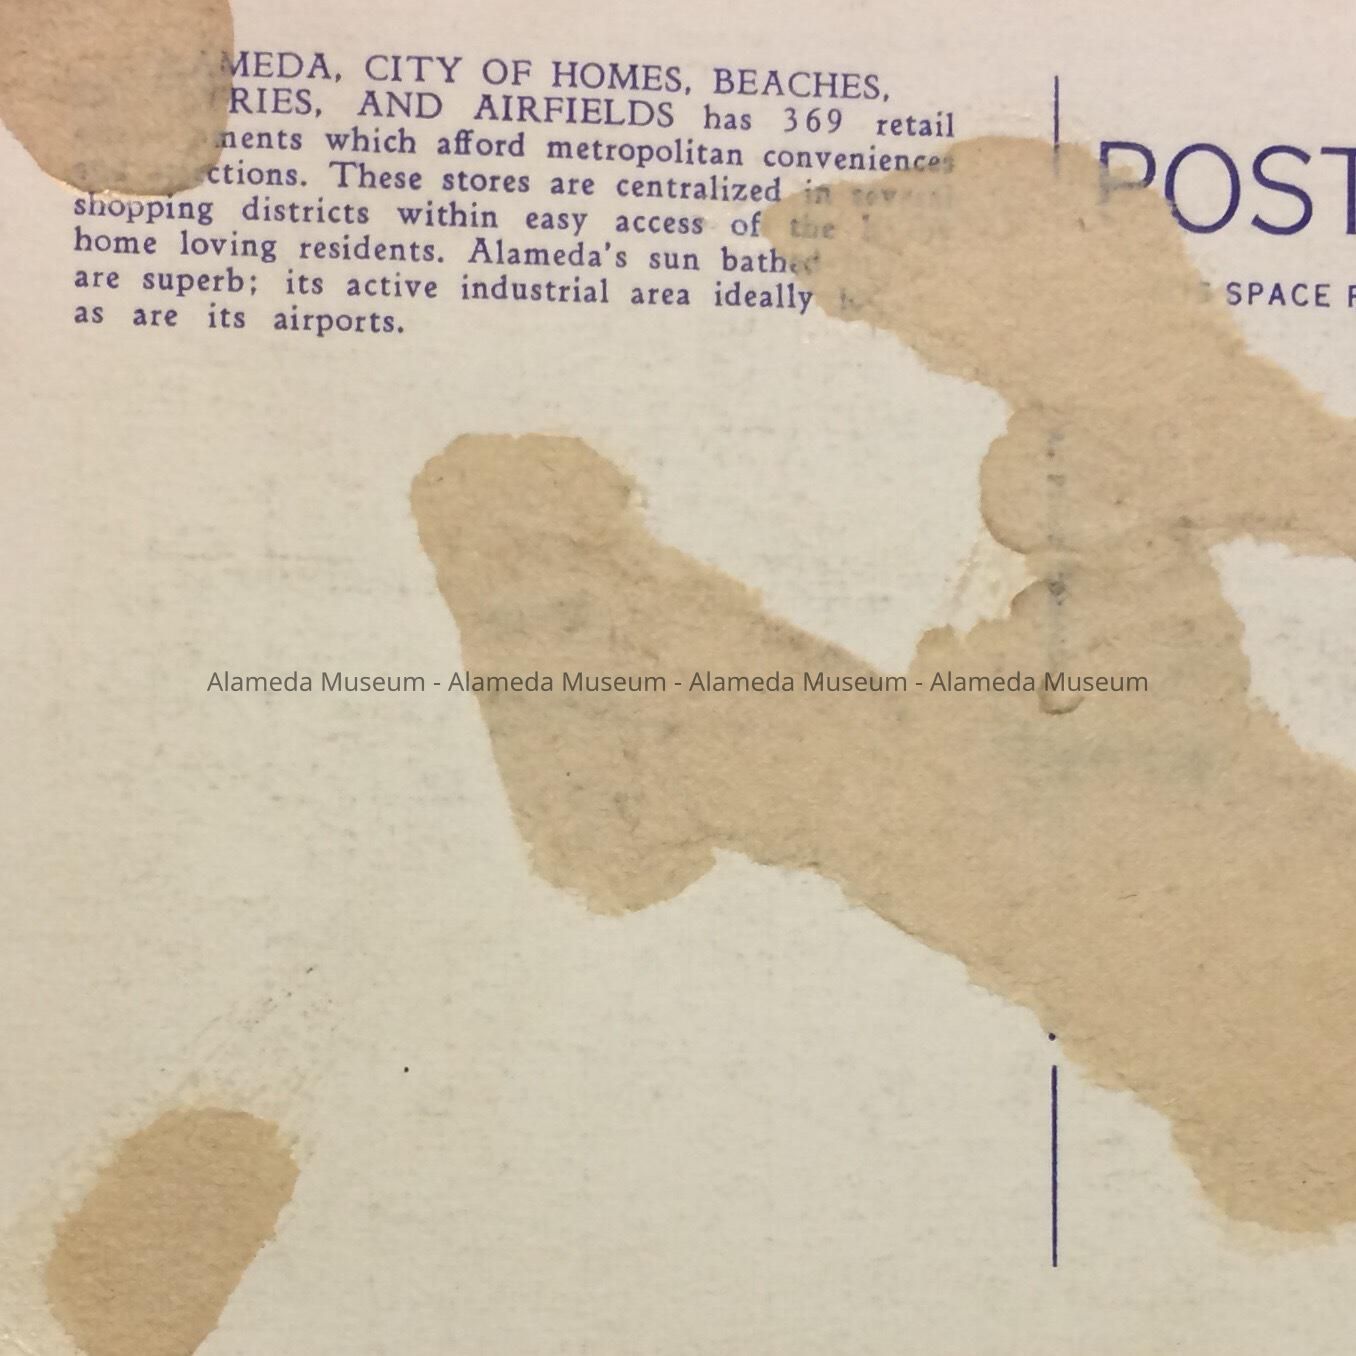 MEDA, CITY OF HOMES, BEACHES,
RIES, AND AIRFIELDS has 369 retail
ments which afford metropolitan conveniences
ctions. These stores are centralized in several
shopping districts within easy access of the
home loving residents. Alameda's sun bathed
are superb; its active industrial area ideally
as are its airports.
POST
SPACE F
Alameda Museum - Alameda Museum - Alameda Museum - Alameda Museum